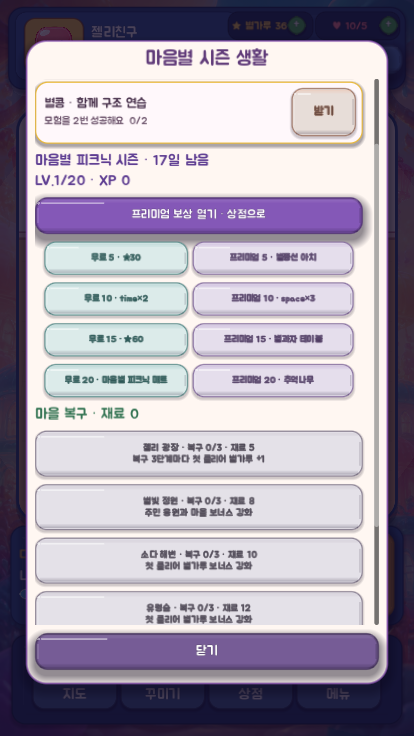 젤리친구
★ 별가루 36 +
♥ 10/5 +
마음별 시즌 생활
별콩 · 함께 구조 연습
모험을 2번 성공해요 0/2
받기
마음별 피크닉 시즌 · 17일 남음
LV.1/20 · XP 0
프리미엄 보상 열기 · 상점으로
무료 5 · ★30
프리미엄 5 · 별풍선 아치
무료 10 · time×2
프리미엄 10 · space×3
무료 15 · ★60
프리미엄 15 · 별과자 테이블
무료 20 · 마음별 피크닉 매트
프리미엄 20 · 추억나무
마을 복구 · 재료 0
젤리 광장 · 복구 0/3 · 재료 5
복구 3단계마다 첫 클리어 별가루 +1
별빛 정원 · 복구 0/3 · 재료 8
주민 응원과 마을 보너스 강화
소다 해변 · 복구 0/3 · 재료 10
첫 클리어 별가루 보너스 강화
유령숲 · 복구 0/3 · 재료 12
첫 클리어 별가루 보너스 강화
닫기
지도
꾸미기
상점
메뉴